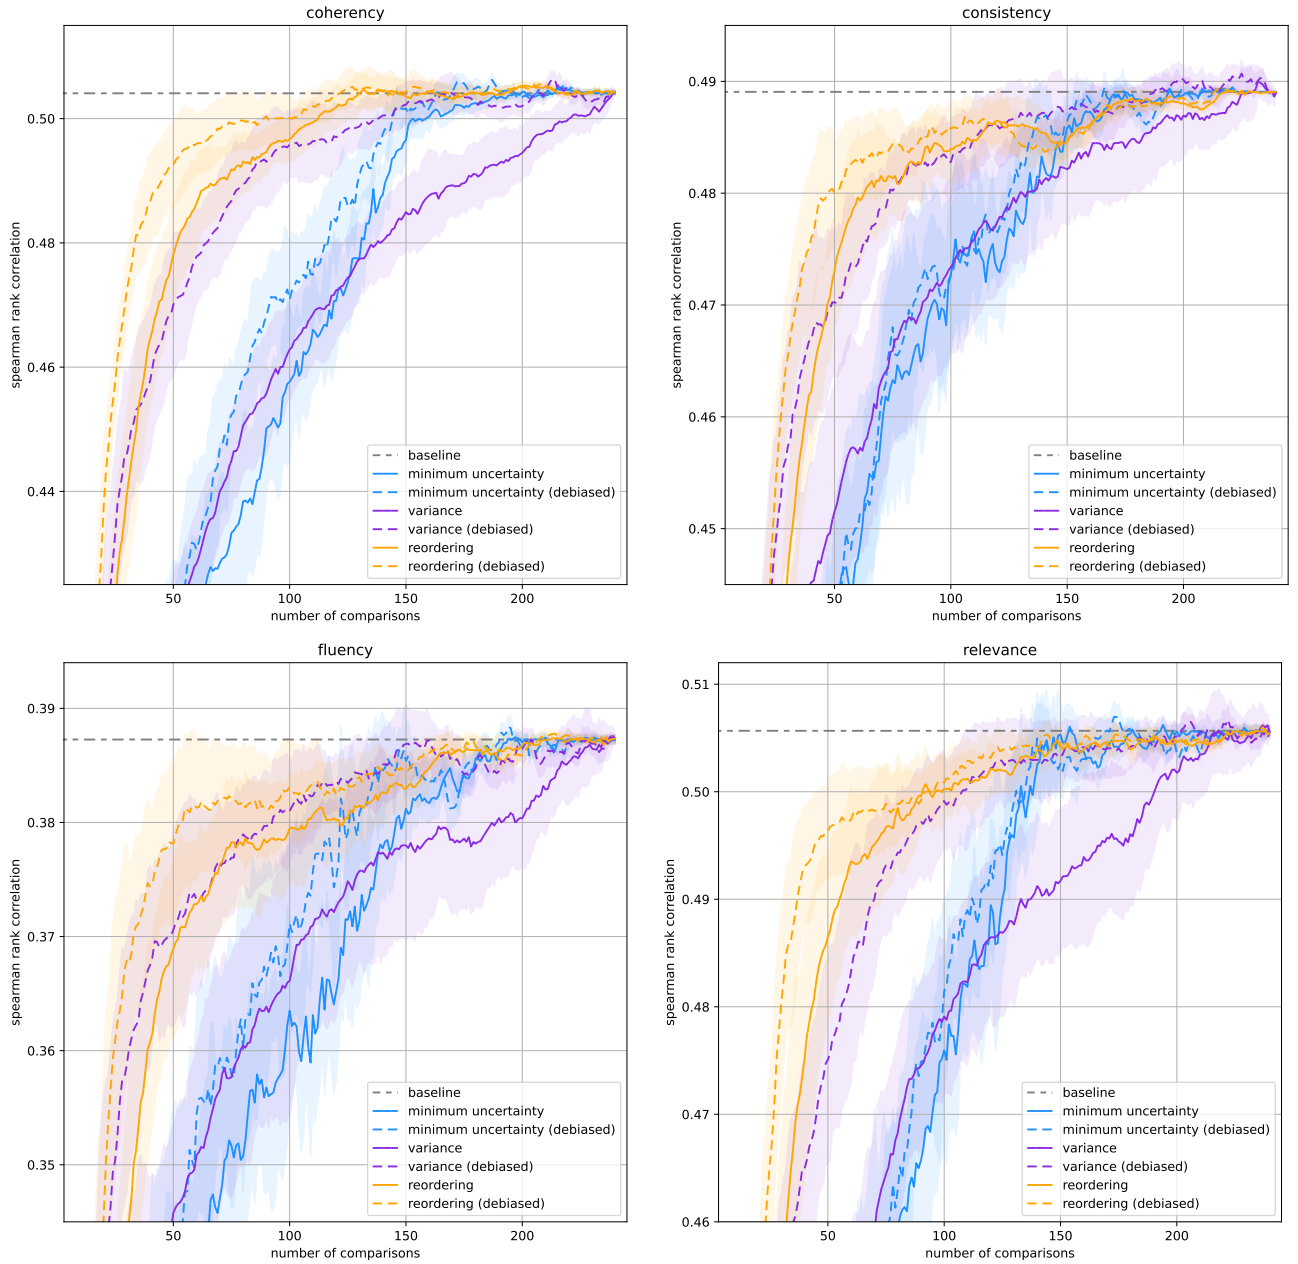 coherency
spearman rank correlation
0.50
0.48
0.46
0.44
50
100
150
200
number of comparisons
baseline
minimum uncertainty
minimum uncertainty (debiased)
variance
variance (debiased)
reordering
reordering (debiased)
consistency
spearman rank correlation
0.49
0.48
0.47
0.46
0.45
50
100
150
200
number of comparisons
baseline
minimum uncertainty
minimum uncertainty (debiased)
variance
variance (debiased)
reordering
reordering (debiased)
fluency
spearman rank correlation
0.39
0.38
0.37
0.36
0.35
50
100
150
200
number of comparisons
baseline
minimum uncertainty
minimum uncertainty (debiased)
variance
variance (debiased)
reordering
reordering (debiased)
relevance
spearman rank correlation
0.51
0.50
0.49
0.48
0.47
0.46
50
100
150
200
number of comparisons
baseline
minimum uncertainty
minimum uncertainty (debiased)
variance
variance (debiased)
reordering
reordering (debiased)